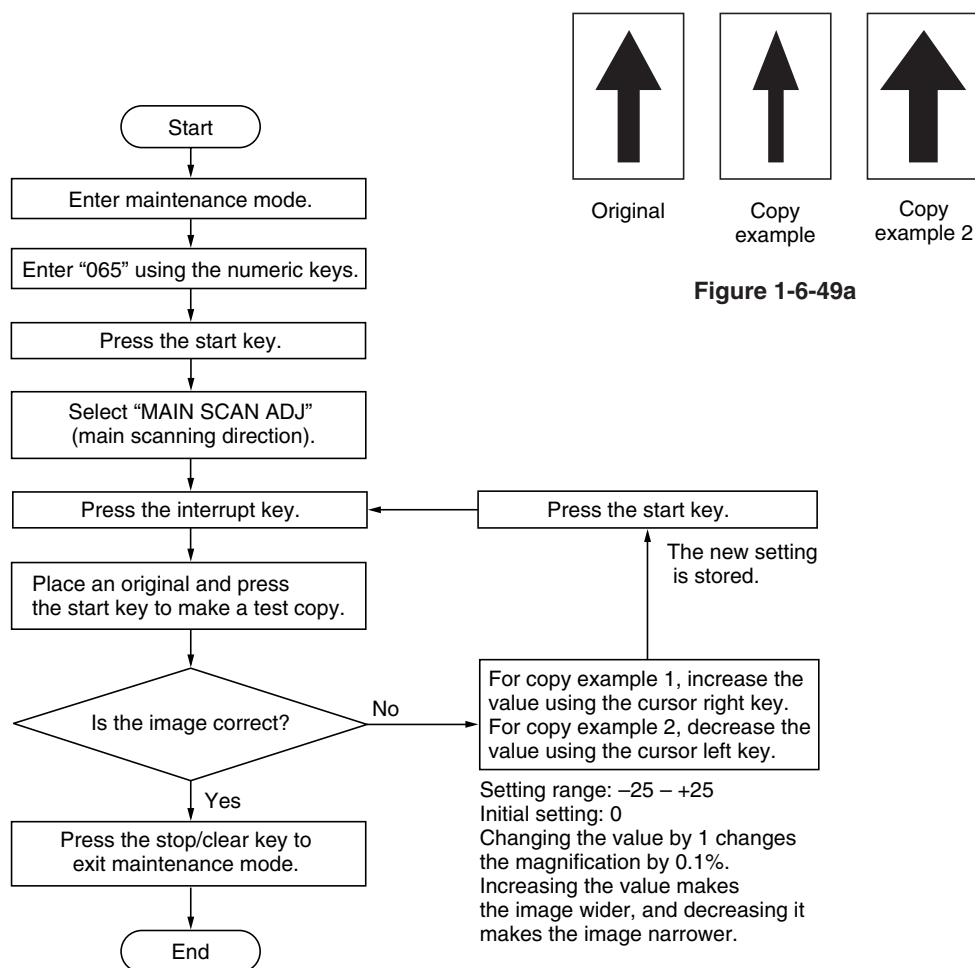 Start
Enter maintenance mode.
Enter “065” using the numeric keys.
Press the start key.
Select “MAIN SCAN ADJ”
(main scanning direction).
Press the interrupt key.
Place an original and press
the start key to make a test copy.
Is the image correct?
No
Yes
Press the stop/clear key to
exit maintenance mode.
End
Press the start key.
The new setting
is stored.
For copy example 1, increase the
value using the cursor right key.
For copy example 2, decrease the
value using the cursor left key.
Setting range: –25 – +25
Initial setting: 0
Changing the value by 1 changes
the magnification by 0.1%.
Increasing the value makes
the image wider, and decreasing it
makes the image narrower.
Original
Copy
example
Copy
example 2
Figure 1-6-49a